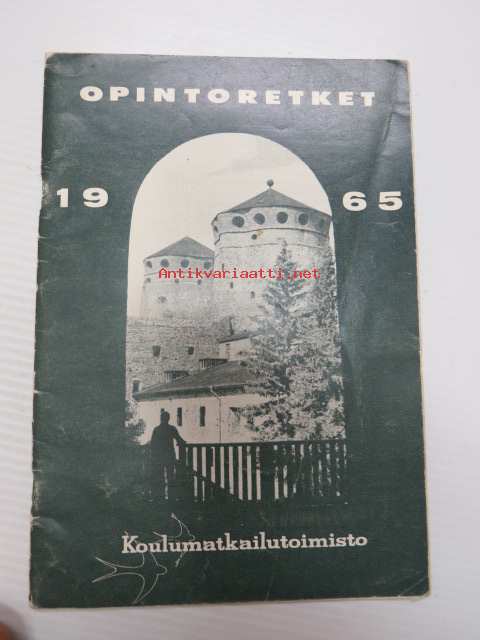 OPINTORETKET
19 65
Antikvariaatti.net
Koulumatkailutoimisto